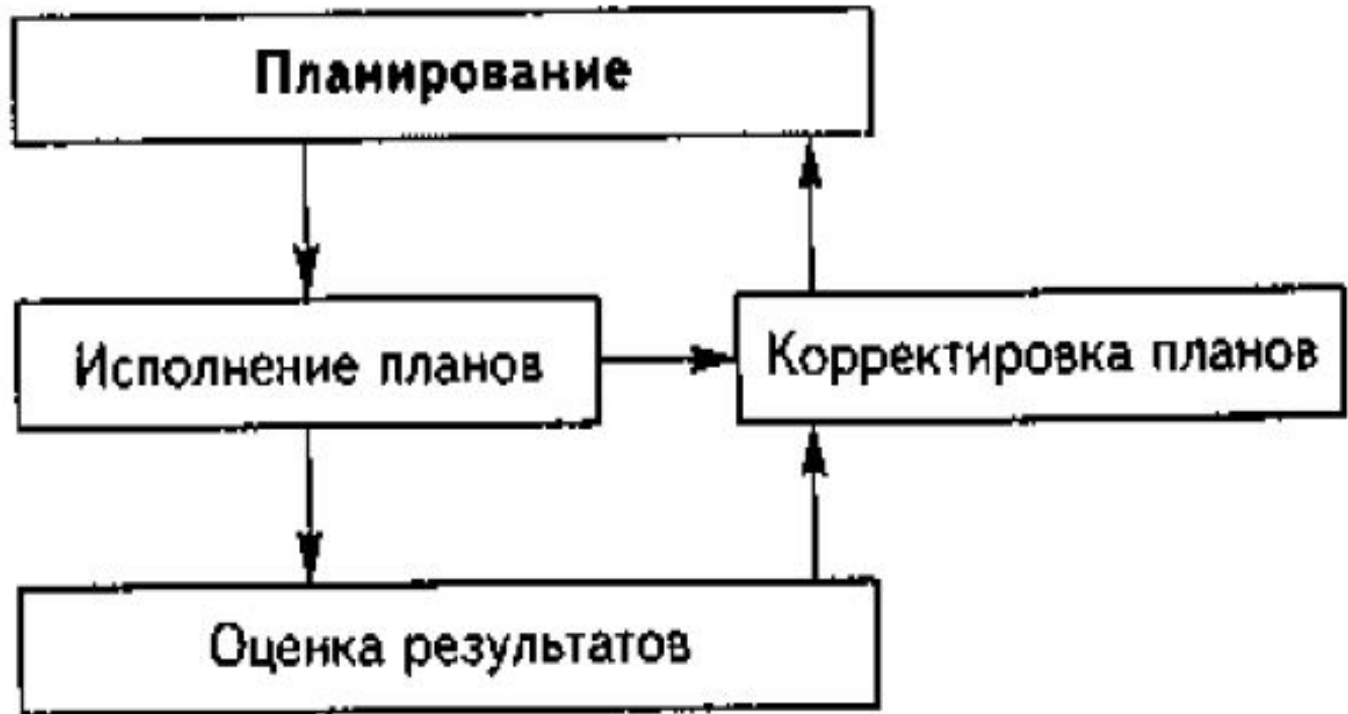 Планирование
Исполнение планов
Корректировка планов
Оценка результатов